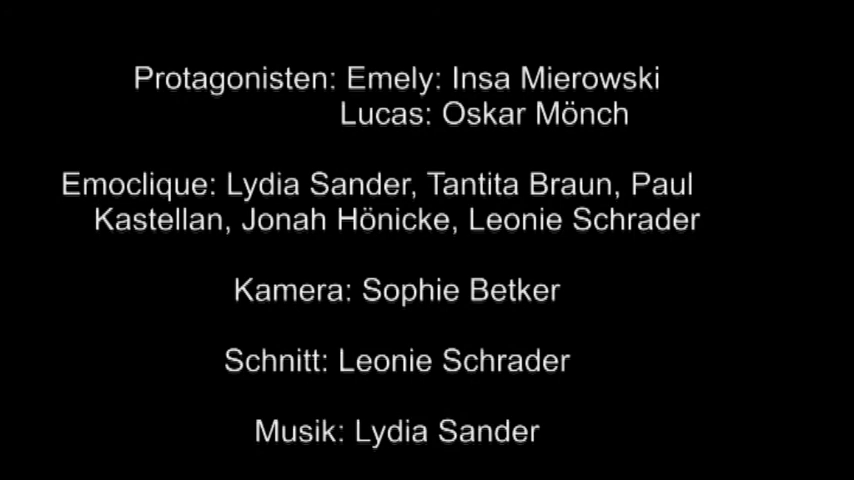 Protagonisten: Emely: Insa Mierowski
Lucas: Oskar Mönch
Emoclique: Lydia Sander, Tantita Braun, Paul
Kastellan, Jonah Hönicke, Leonie Schrader
Kamera: Sophie Betker
Schnitt: Leonie Schrader
Musik: Lydia Sander